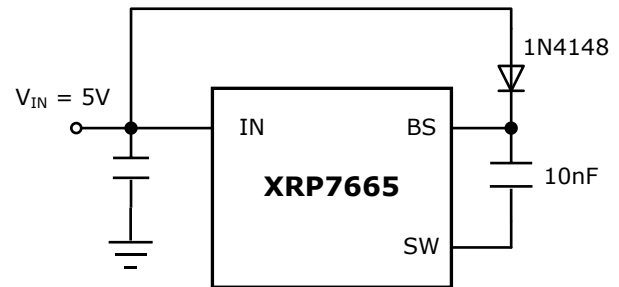 1N4148
V_IN = 5V
IN
BS
XRP7665
10nF
SW